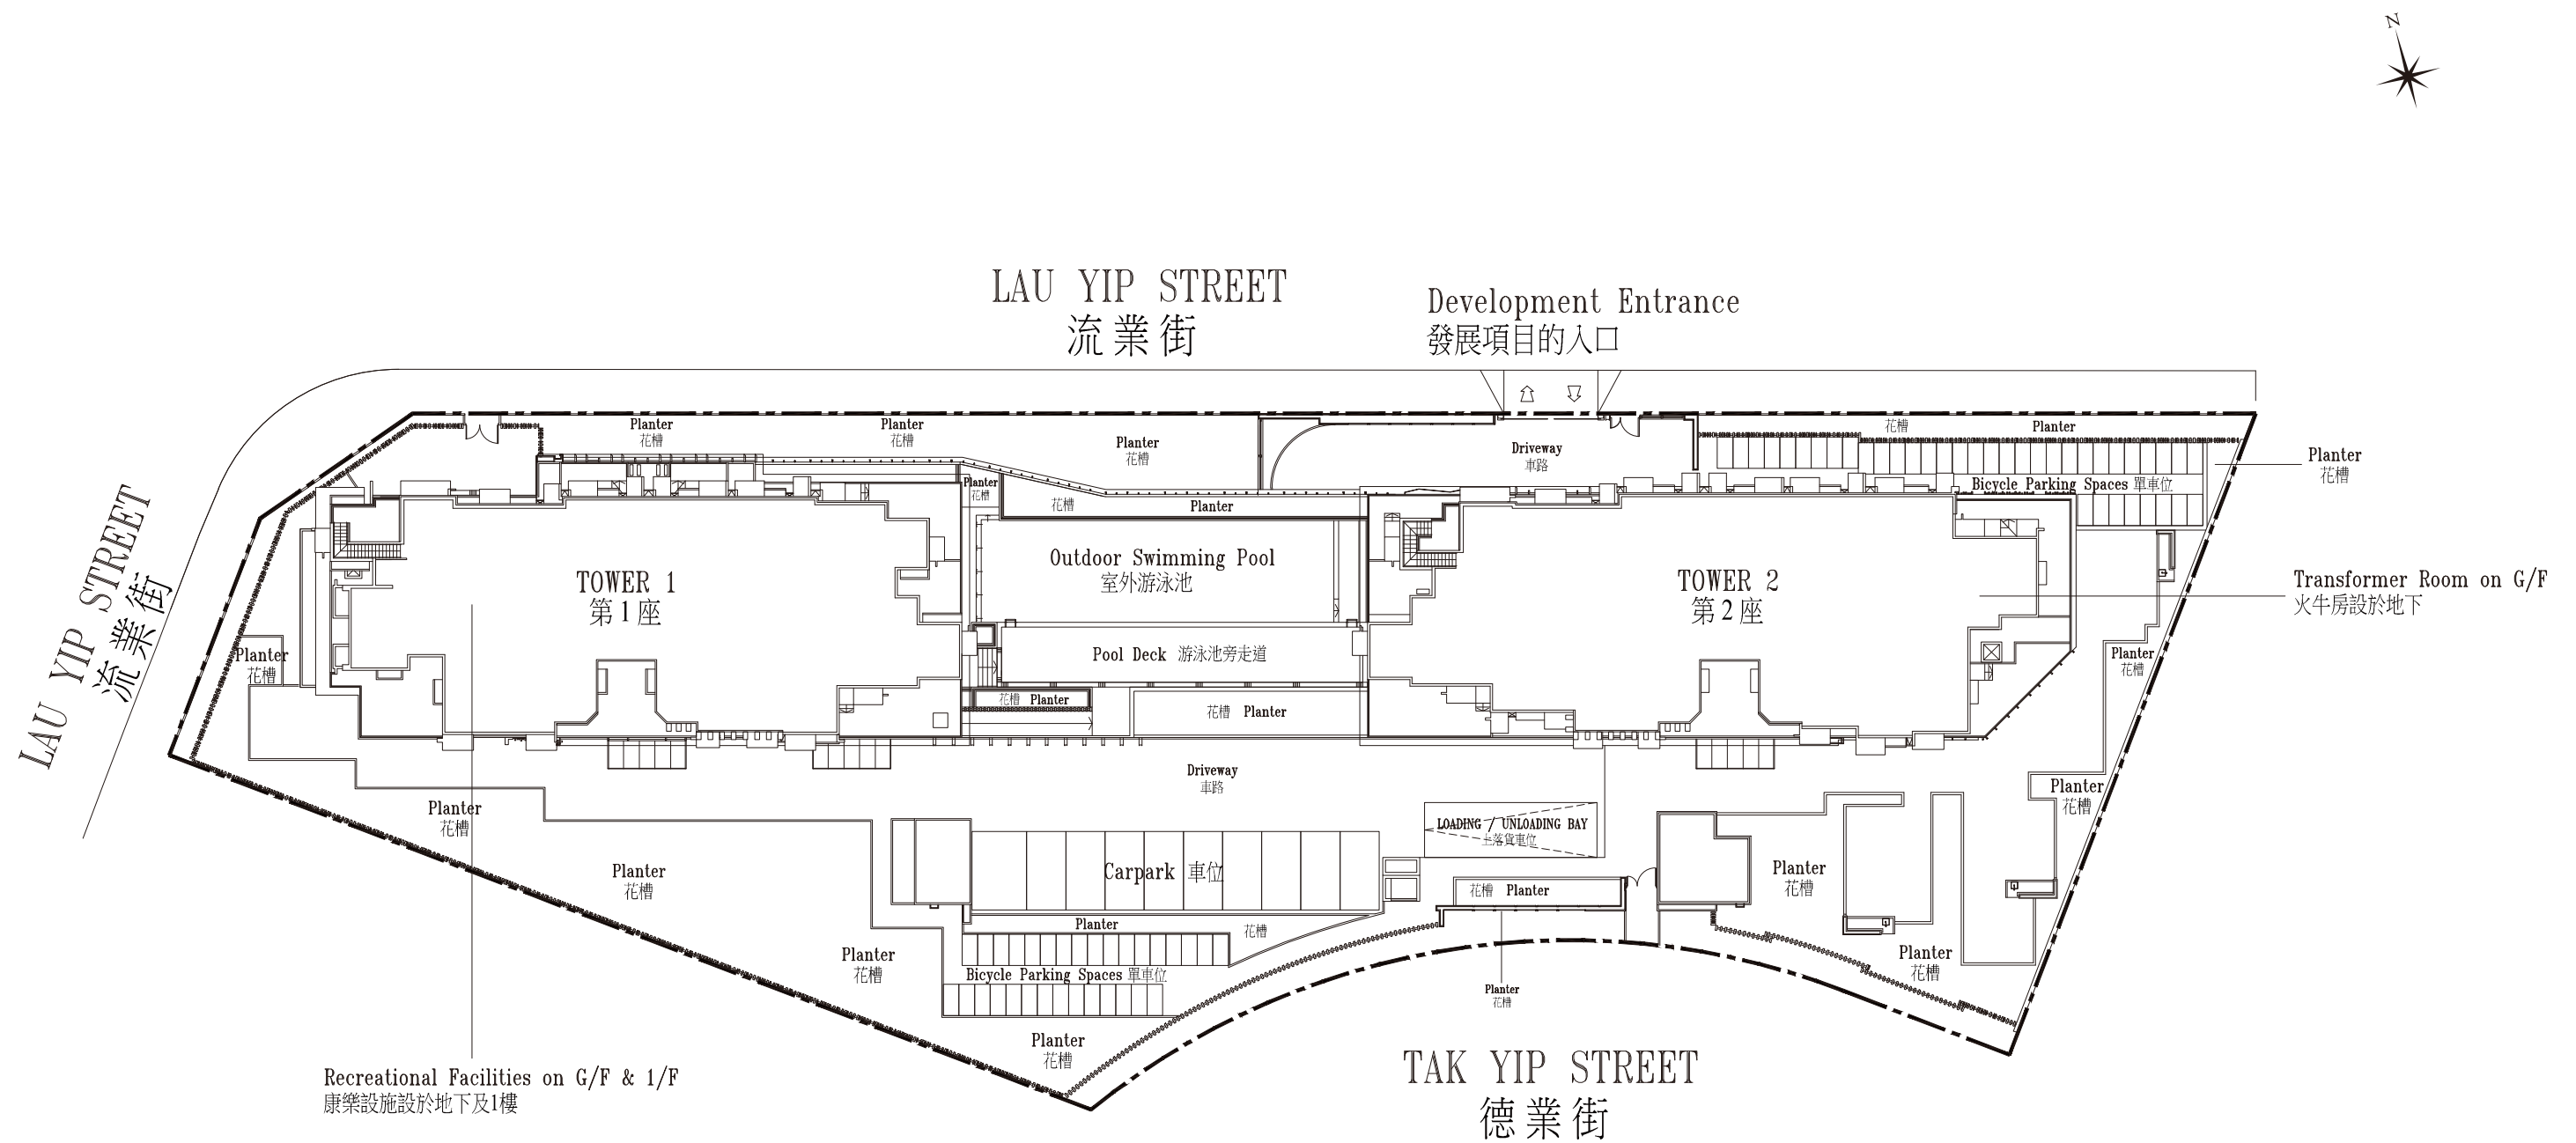 N
LAU YIP STREET
流業街
Development Entrance
發展項目的入口
Planter
花槽
Planter
花槽
Planter
花槽
Driveway
車路
花槽 Planter
Planter
花槽
Bicycle Parking Spaces 單車位
Planter
花槽
花槽 Planter
LAU YIP STREET
流業街
TOWER 1
第1座
Outdoor Swimming Pool
室外游泳池
TOWER 2
第2座
Transformer Room on G/F
火牛房設於地下
Planter
花槽
Pool Deck 游泳池旁走道
Planter
花槽
花槽 Planter
花槽 Planter
Driveway
車路
Planter
花槽
Planter
花槽
LOADING / UNLOADING BAY
上落貨車位
Planter
花槽
Carpark 車位
Planter
花槽
花槽 Planter
Planter 花槽
Planter
花槽
Bicycle Parking Spaces 單車位
Planter
花槽
Planter
花槽
Planter
花槽
Recreational Facilities on G/F & 1/F
康樂設施設於地下及1樓
TAK YIP STREET
德業街